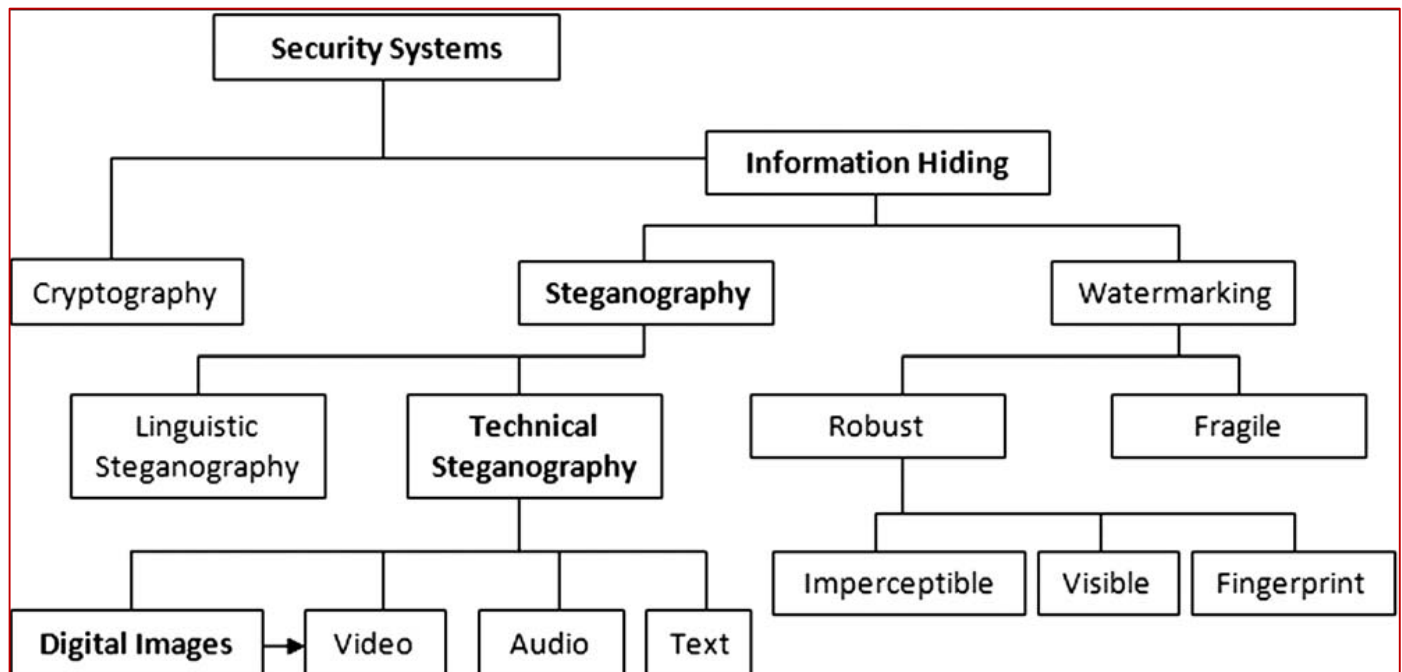 Security Systems
Information Hiding
Cryptography
Steganography
Watermarking
Linguistic
Steganography
Technical
Steganography
Robust
Fragile
Imperceptible
Visible
Fingerprint
Digital Images
Video
Audio
Text